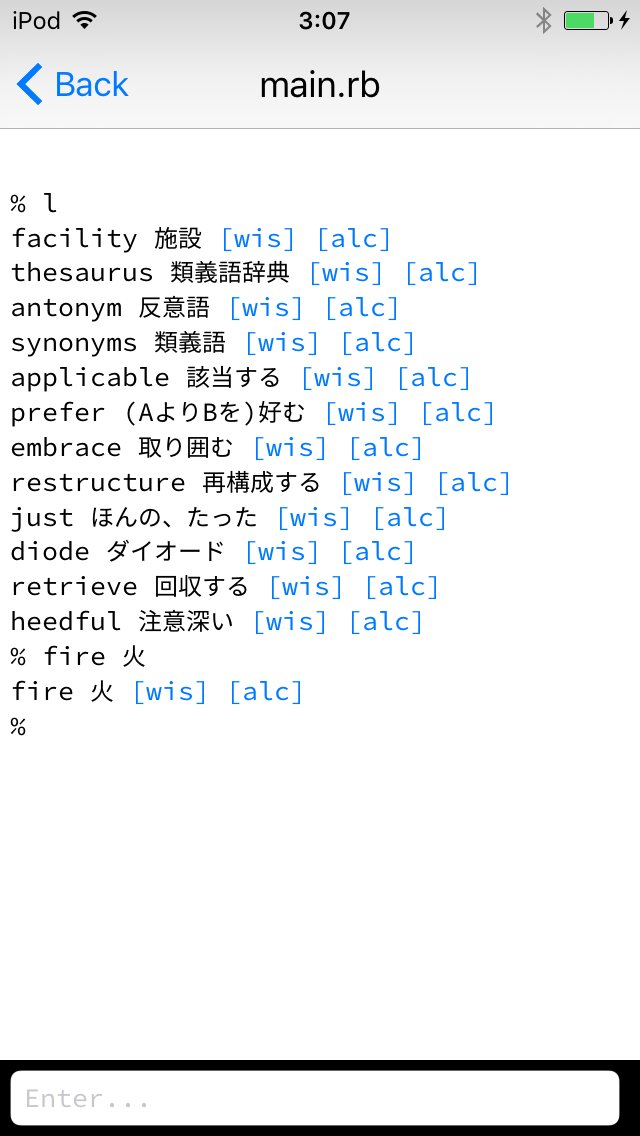 iPod 3:07
Back main.rb
% l
facility 施設 [wis] [alc]
thesaurus 類義語辞典 [wis] [alc]
antonym 反意語 [wis] [alc]
synonyms 類義語 [wis] [alc]
applicable 該当する [wis] [alc]
prefer (AよりBを)好む [wis] [alc]
embrace 取り囲む [wis] [alc]
restructure 再構成する [wis] [alc]
just ほんの、たった [wis] [alc]
diode ダイオード [wis] [alc]
retrieve 回収する [wis] [alc]
heedful 注意深い [wis] [alc]
% fire 火
fire 火 [wis] [alc]
%
Enter...